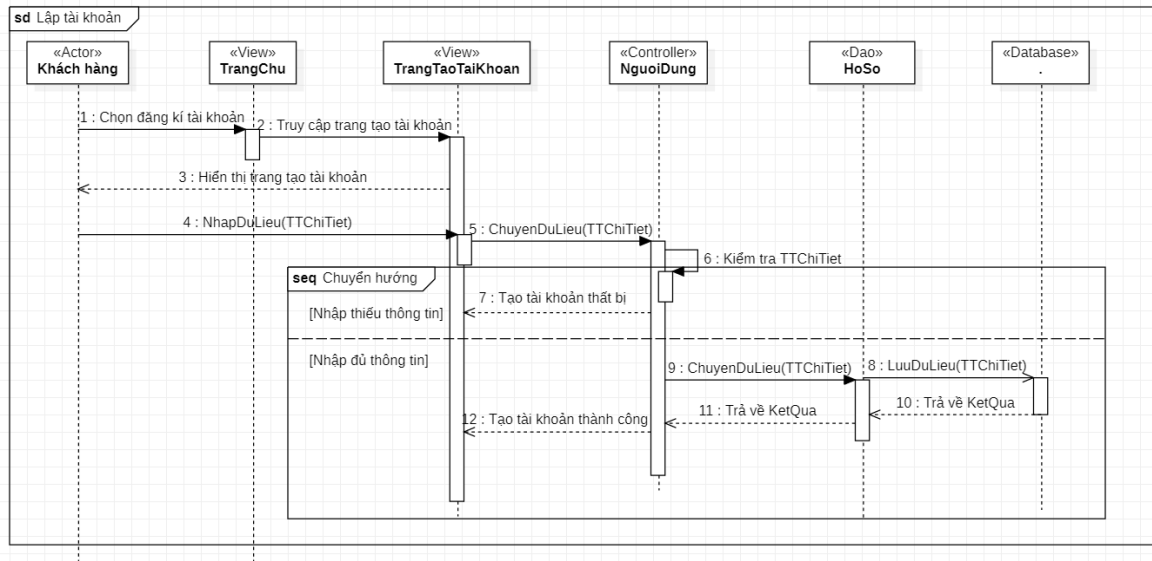 sd Lập tài khoản
«Actor»
Khách hàng
«View»
TrangChu
«View»
TrangTaoTaiKhoan
«Controller»
NguoiDung
«Dao»
HoSo
«Database»
.
1 : Chọn đăng kí tài khoản
2 : Truy cập trang tạo tài khoản
3 : Hiển thị trang tạo tài khoản
4 : NhapDuLieu(TTChiTiet)
5 : ChuyenDuLieu(TTChiTiet)
6 : Kiểm tra TTChiTiet
seq Chuyển hướng
7 : Tạo tài khoản thất bị
[Nhập thiếu thông tin]
[Nhập đủ thông tin]
9 : ChuyenDuLieu(TTChiTiet)
8 : LuuDuLieu(TTChiTiet)
10 : Trả về KetQua
11 : Trả về KetQua
12 : Tạo tài khoản thành công